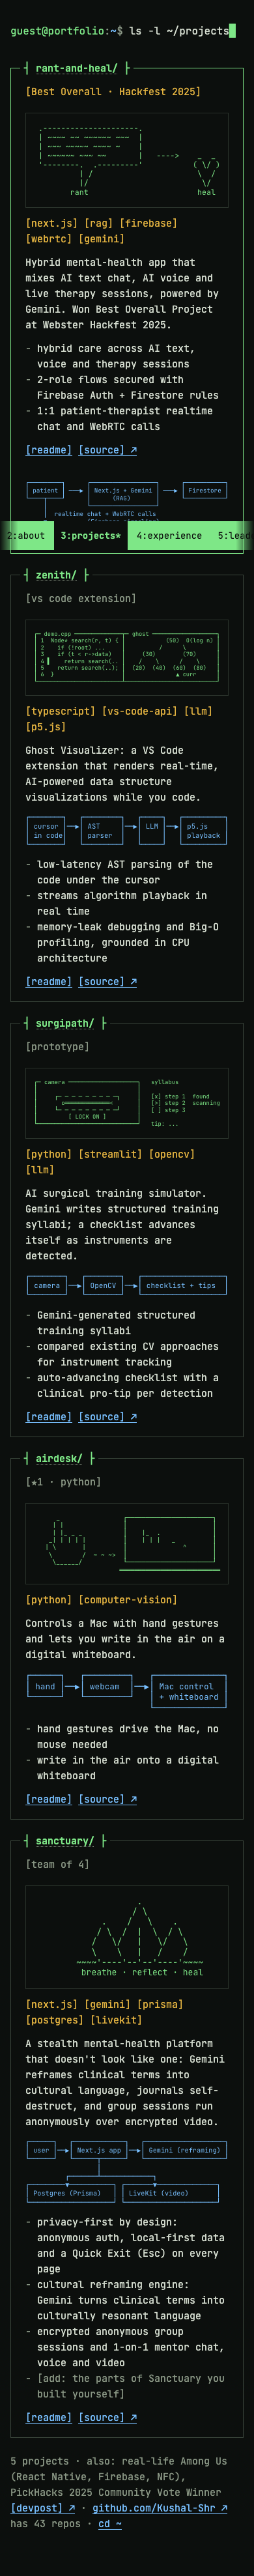 guest@portfolio:~$ ls -l ~/projects
rant-and-heal/
[Best Overall · Hackfest 2025]
---->
rant heal
[next.js] [rag] [firebase]
[webrtc] [gemini]
Hybrid mental-health app that
mixes AI text chat, AI voice and
live therapy sessions, powered by
Gemini. Won Best Overall Project
at Webster Hackfest 2025.
- hybrid care across AI text,
voice and therapy sessions
- 2-role flows secured with
Firebase Auth + Firestore rules
- 1:1 patient-therapist realtime
chat and WebRTC calls
[readme] [source] ↗
patient Next.js + Gemini Firestore
(RAG)
realtime chat + WebRTC calls
2:about 3:projects* 4:experience 5:lead
zenith/
[vs code extension]
demo.cpp ghost
1 Node* search(r, t) { (50) O(log n)
2 if (!root) ...
3 if (t < r->data) (30) (70)
4 return search(..
5 return search(..); (20) (40) (60) (80)
6 } ▲ curr
[typescript] [vs-code-api] [llm]
[p5.js]
Ghost Visualizer: a VS Code
extension that renders real-time,
AI-powered data structure
visualizations while you code.
cursor AST LLM p5.js
in code parser playback
- low-latency AST parsing of the
code under the cursor
- streams algorithm playback in
real time
- memory-leak debugging and Big-O
profiling, grounded in CPU
architecture
[readme] [source] ↗
surgipath/
[prototype]
camera syllabus
[x] step 1 found
[>] step 2 scanning
[ ] step 3
[ LOCK ON ]
tip: ...
[python] [streamlit] [opencv]
[llm]
AI surgical training simulator.
Gemini writes structured training
syllabi; a checklist advances
itself as instruments are
detected.
camera OpenCV checklist + tips
- Gemini-generated structured
training syllabi
- compared existing CV approaches
for instrument tracking
- auto-advancing checklist with a
clinical pro-tip per detection
[readme] [source] ↗
airdesk/
[★1 · python]
[python] [computer-vision]
Controls a Mac with hand gestures
and lets you write in the air on a
digital whiteboard.
hand webcam Mac control
+ whiteboard
- hand gestures drive the Mac, no
mouse needed
- write in the air onto a digital
whiteboard
[readme] [source] ↗
sanctuary/
[team of 4]
breathe · reflect · heal
[next.js] [gemini] [prisma]
[postgres] [livekit]
A stealth mental-health platform
that doesn't look like one: Gemini
reframes clinical terms into
cultural language, journals self-
destruct, and group sessions run
anonymously over encrypted video.
user Next.js app Gemini (reframing)
Postgres (Prisma) LiveKit (video)
- privacy-first by design:
anonymous auth, local-first data
and a Quick Exit (Esc) on every
page
- cultural reframing engine:
Gemini turns clinical terms into
culturally resonant language
- encrypted anonymous group
sessions and 1-on-1 mentor chat,
voice and video
- [add: the parts of Sanctuary you
built yourself]
[readme] [source] ↗
5 projects · also: real-life Among Us
(React Native, Firebase, NFC),
PickHacks 2025 Community Vote Winner
[devpost] ↗ · github.com/Kushal-Shr ↗
has 43 repos · cd ~